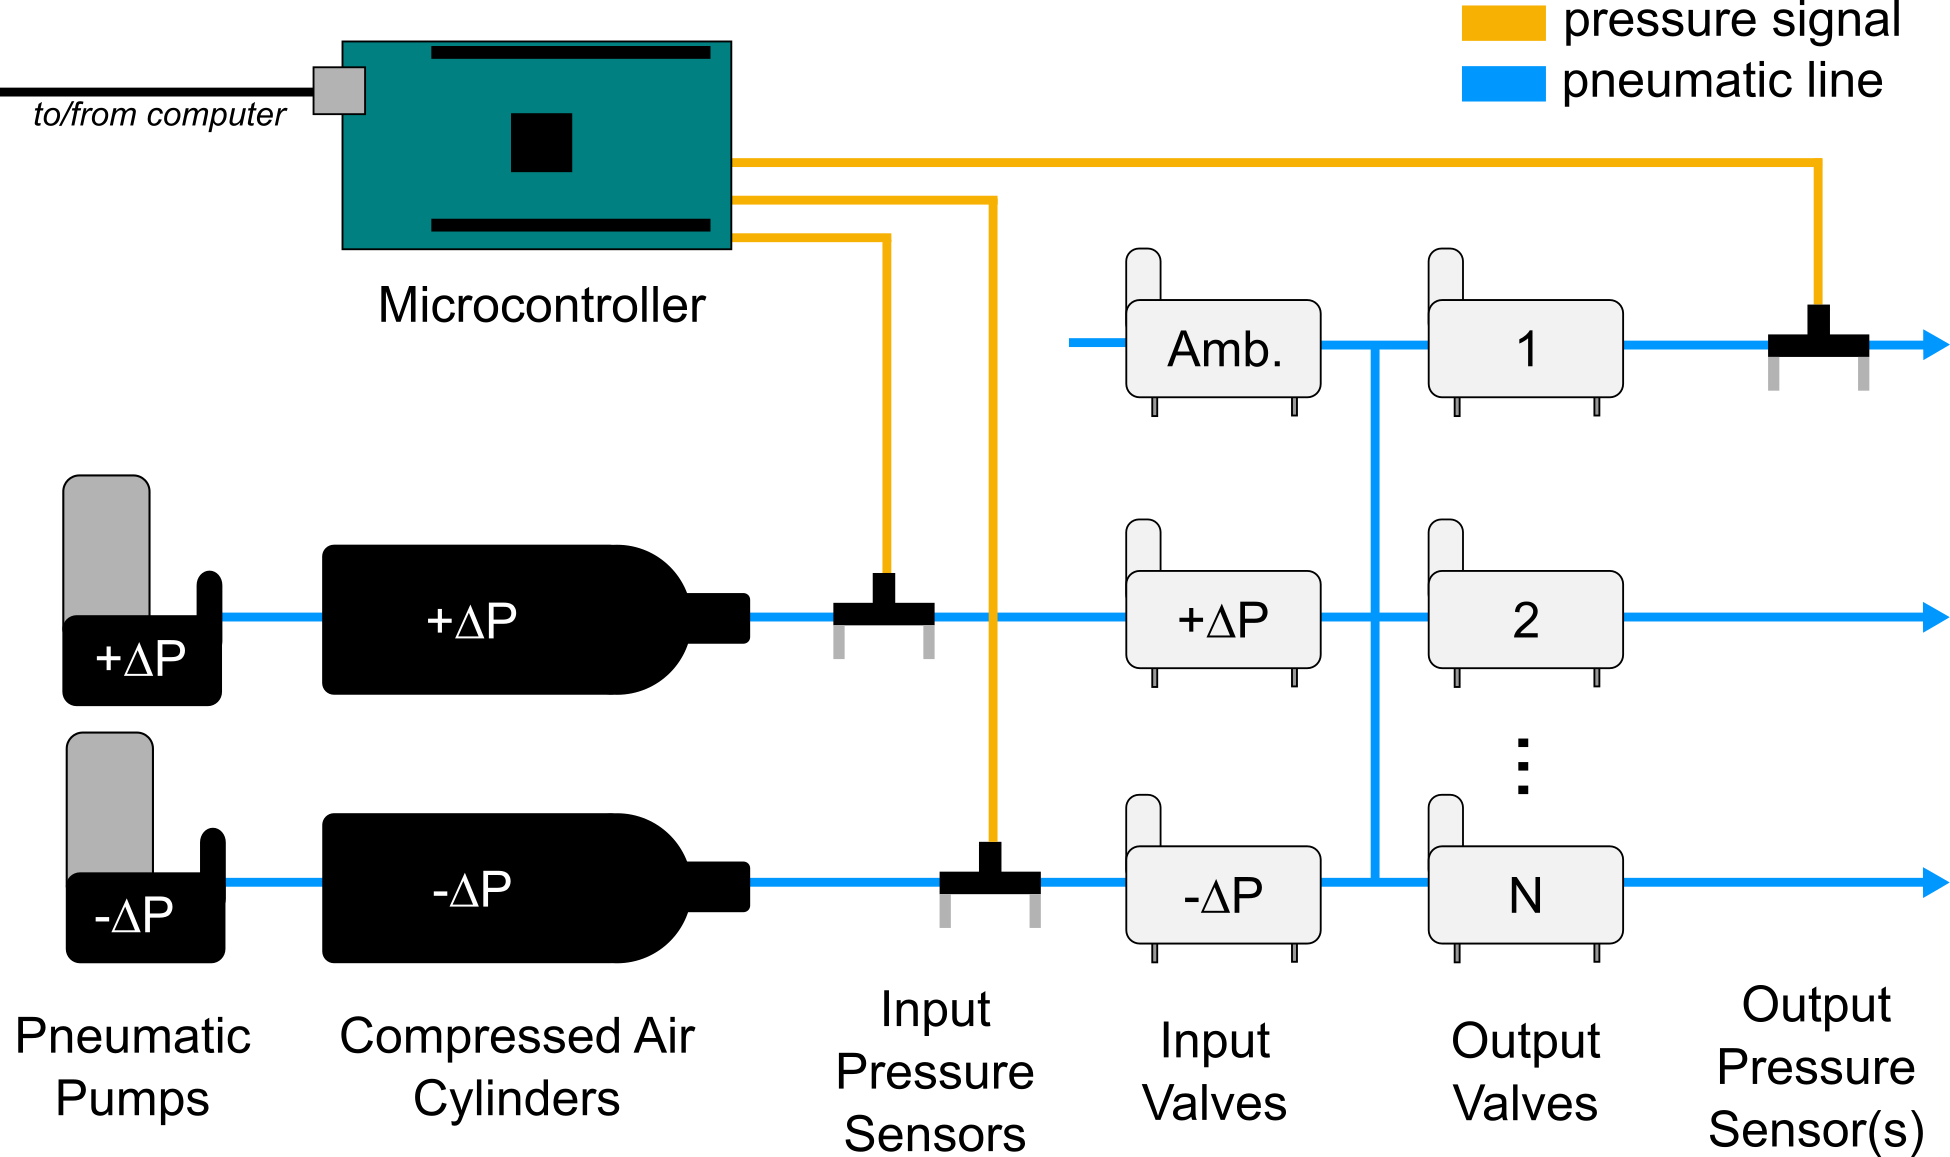 pressure signal
pneumatic line
to/from computer
Microcontroller
Amb.
1
+ΔP
+ΔP
+ΔP
2
-ΔP
-ΔP
-ΔP
N
Pneumatic
Pumps
Compressed Air
Cylinders
Input
Pressure
Sensors
Input
Valves
Output
Valves
Output
Pressure
Sensor(s)